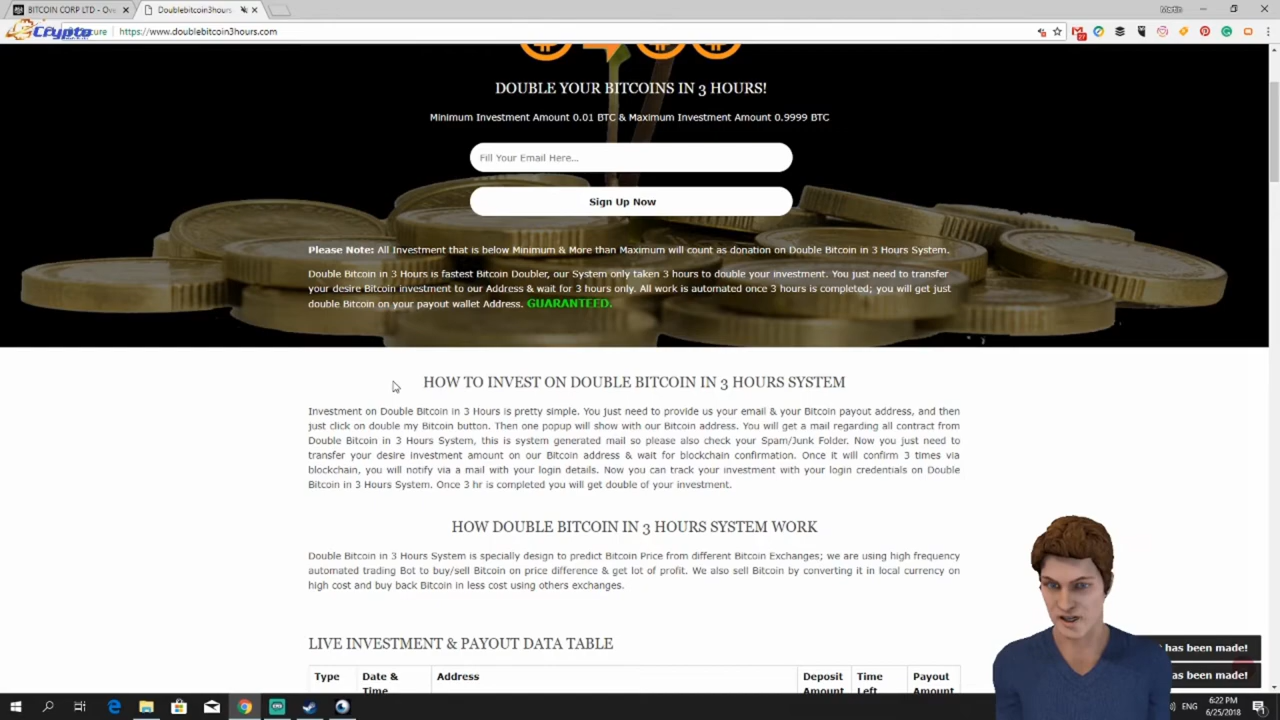 BITCOIN CORP LTD - Ove
Doublebitcoin3hours
Crypto
https://www.doublebitcoin3hours.com
27
DOUBLE YOUR BITCOINS IN 3 HOURS!
Minimum Investment Amount 0.01 BTC & Maximum Investment Amount 0.9999 BTC
Fill Your Email Here...
Sign Up Now
Please Note: All Investment that is below Minimum & More than Maximum will count as donation on Double Bitcoin in 3 Hours System.
Double Bitcoin in 3 Hours is fastest Bitcoin Doubler, our System only taken 3 hours to double your investment. You just need to transfer
your desire Bitcoin investment to our Address & wait for 3 hours only. All work is automated once 3 hours is completed; you will get just
double Bitcoin on your payout wallet Address. GUARANTEED.
HOW TO INVEST ON DOUBLE BITCOIN IN 3 HOURS SYSTEM
Investment on Double Bitcoin in 3 Hours is pretty simple. You just need to provide us your email & your Bitcoin payout address, and then
just click on double my Bitcoin button. Then one popup will show with our Bitcoin address. You will get a mail regarding all contract from
Double Bitcoin in 3 Hours System, this is system generated mail so please also check your Spam/Junk Folder. Now you just need to
transfer your desire investment amount on our Bitcoin address & wait for blockchain confirmation. Once it will confirm 3 times via
blockchain, you will notify via a mail with your login details. Now you can track your investment with your login credentials on Double
Bitcoin in 3 Hours System. Once 3 hr is completed you will get double of your investment.
HOW DOUBLE BITCOIN IN 3 HOURS SYSTEM WORK
Double Bitcoin in 3 Hours System is specially design to predict Bitcoin Price from different Bitcoin Exchanges; we are using high frequency
automated trading Bot to buy/sell Bitcoin on price difference & get lot of profit. We also sell Bitcoin by converting it in local currency on
high cost and buy back Bitcoin in less cost using others exchanges.
LIVE INVESTMENT & PAYOUT DATA TABLE
Type Date & Time Address Deposit Amount Time Left Payout Amount
has been made!
has been made!
ENG
6:22 PM
6/25/2018